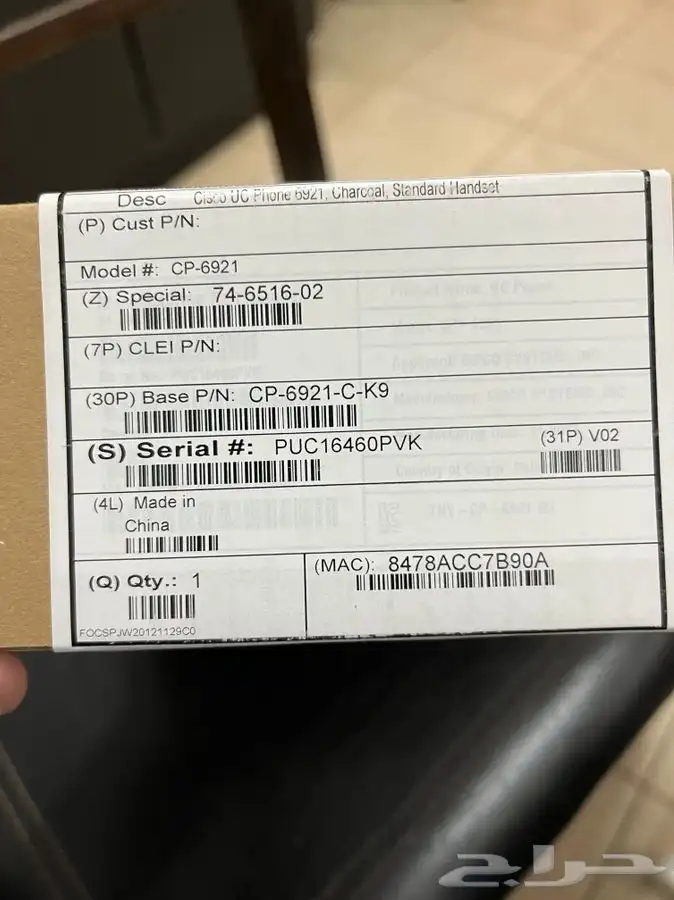 Desc Cisco UC Phone 6921, Charcoal, Standard Handset
(P) Cust P/N:
Model #: CP-6921
(Z) Special: 74-6516-02
(7P) CLEI P/N:
(30P) Base P/N: CP-6921-C-K9
(S) Serial #: PUC16460PVK
(31P) V02
(4L) Made in
China
(Q) Qty.: 1
(MAC): 8478ACC7B90A
FOCSPJW20121129C0
حراج